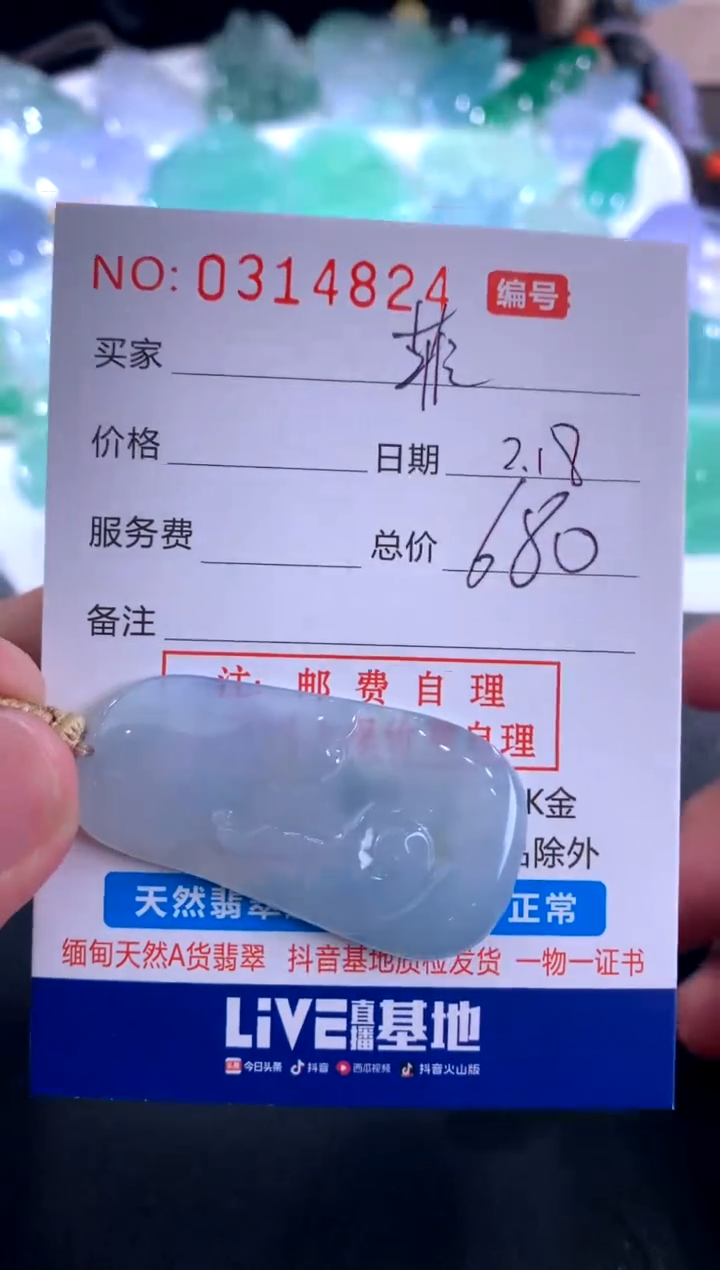 NO: 0314824 编号
买家
价格 日期 2.18
服务费 总价 680
备注
注: 邮费自理
自理
K金
除外
天然翡翠 正常
缅甸天然A货翡翠 抖音基地质检发货 一物一证书
LiVE直播基地
今日头条 抖音 西瓜视频 抖音火山版